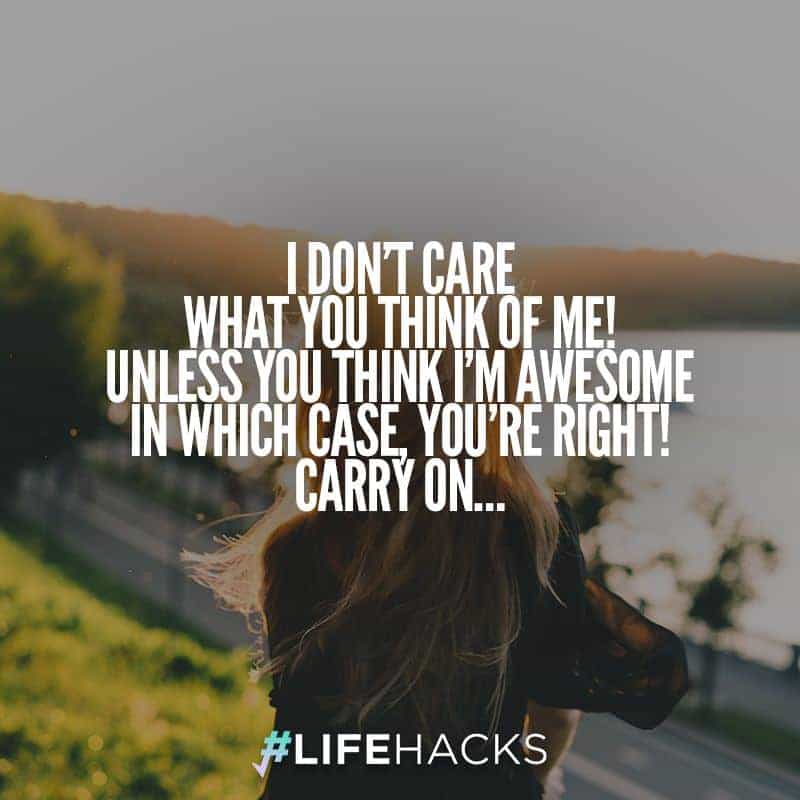 I DON'T CARE
WHAT YOU THINK OF ME!
UNLESS YOU THINK I'M AWESOME
IN WHICH CASE, YOU'RE RIGHT!
CARRY ON...
#LIFEHACKS